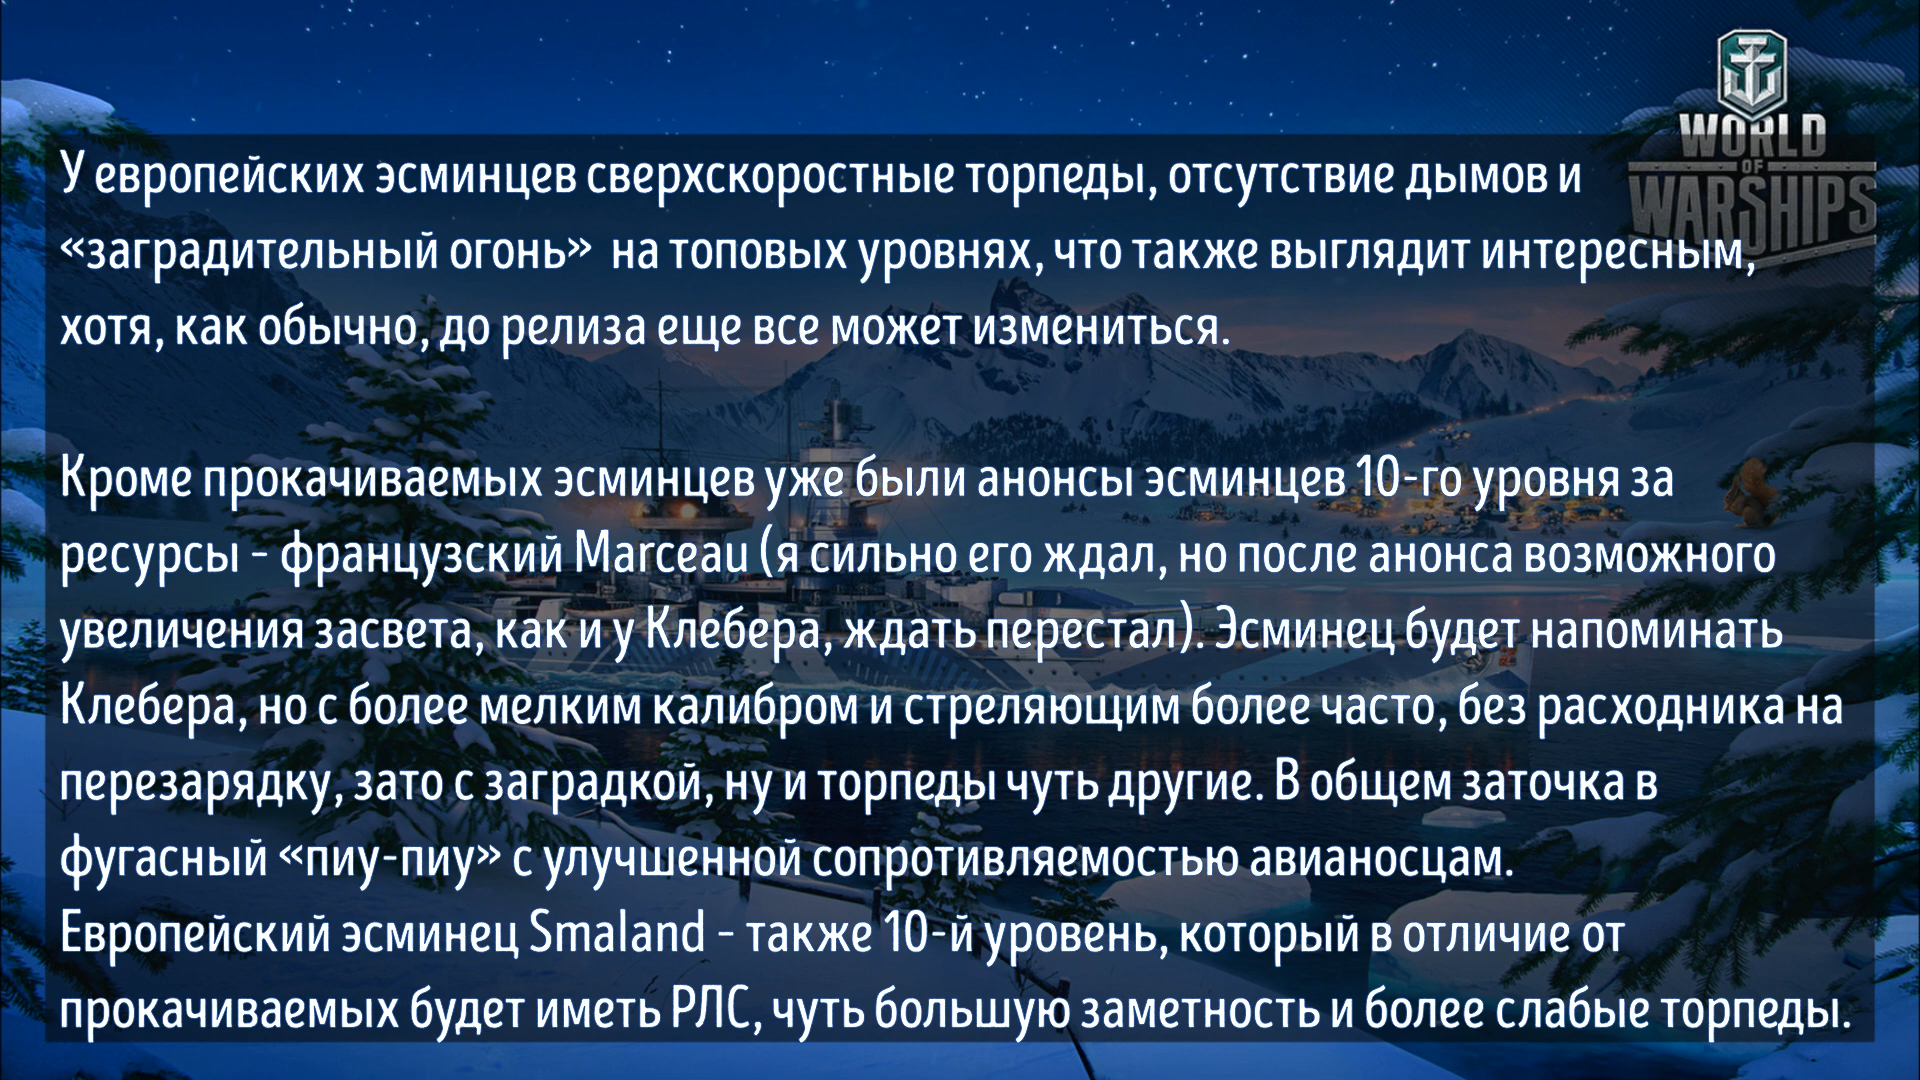 WORLD
OF
WARSHIPS
У европейских эсминцев сверхскоростные торпеды, отсутствие дымов и
«заградительный огонь» на топовых уровнях, что также выглядит интересным,
хотя, как обычно, до релиза еще все может измениться.
Кроме прокачиваемых эсминцев уже были анонсы эсминцев 10-го уровня за
ресурсы – французский Marceau (я сильно его ждал, но после анонса возможного
увеличения засвета, как и у Клебера, ждать перестал). Эсминец будет напоминать
Клебера, но с более мелким калибром и стреляющим более часто, без расходника на
перезарядку, зато с заградкой, ну и торпеды чуть другие. В общем заточка в
фугасный «пиу-пиу» с улучшенной сопротивляемостью авианосцам.
Европейский эсминец Smaland – также 10-й уровень, который в отличие от
прокачиваемых будет иметь РЛС, чуть большую заметность и более слабые торпеды.